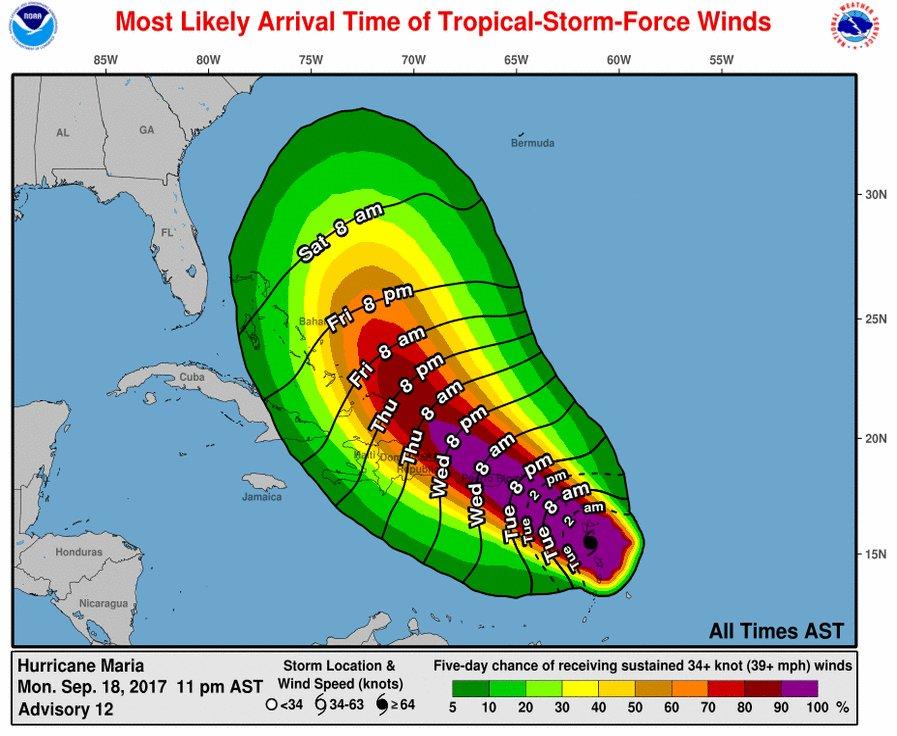 Most Likely Arrival Time of Tropical-Storm-Force Winds
NOAA
NATIONAL WEATHER SERVICE
85W 80W 75W 70W 65W 60W 55W
AL
GA
Bermuda
30N
FL
Sat 8 am
Fri 8 pm
25N
Fri 8 am
Cuba
Thu 8 pm
Thu 8 am
20N
Wed 8 pm
Haiti
Jamaica
Wed 8 am
Tue 8 pm
Tue 2 pm
Tue 8 am
Tue 2 am
15N
Honduras
Nicaragua
All Times AST
Hurricane Maria
Mon. Sep. 18, 2017 11 pm AST
Advisory 12
Storm Location &
Wind Speed (knots)
<34 34-63 ≥64
Five-day chance of receiving sustained 34+ knot (39+ mph) winds
5 10 20 30 40 50 60 70 80 90 100 %